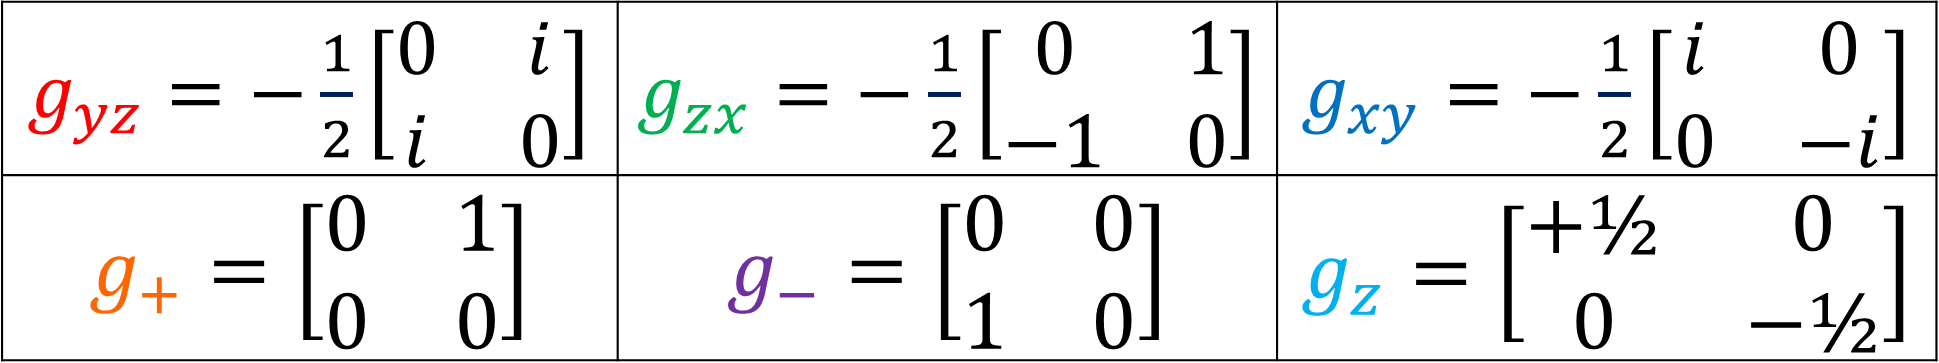 g_yz = −1/2 [0 i; i 0]
g_zx = −1/2 [0 1; −1 0]
g_xy = −1/2 [i 0; 0 −i]
g_+ = [0 1; 0 0]
g_− = [0 0; 1 0]
g_z = [+½ 0; 0 −½]